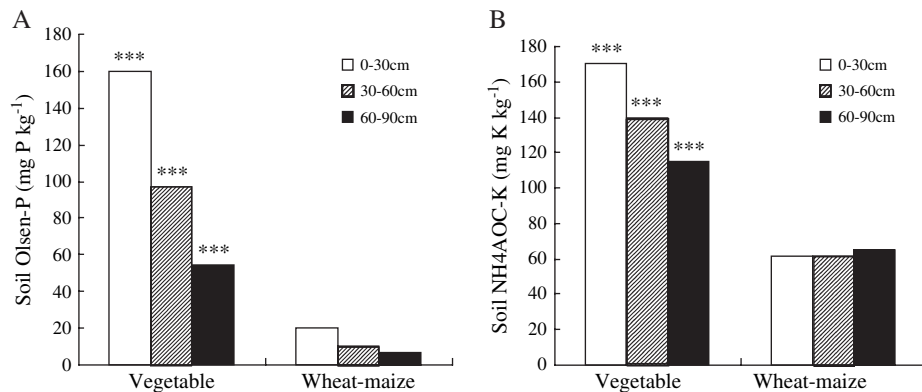 A
Soil Olsen-P (mg P kg-1)
180
160
140
120
100
80
60
40
20
0
***
***
***
0-30cm
30-60cm
60-90cm
Vegetable
Wheat-maize
B
Soil NH4AOC-K (mg K kg-1)
180
160
140
120
100
80
60
40
20
0
***
***
***
0-30cm
30-60cm
60-90cm
Vegetable
Wheat-maize